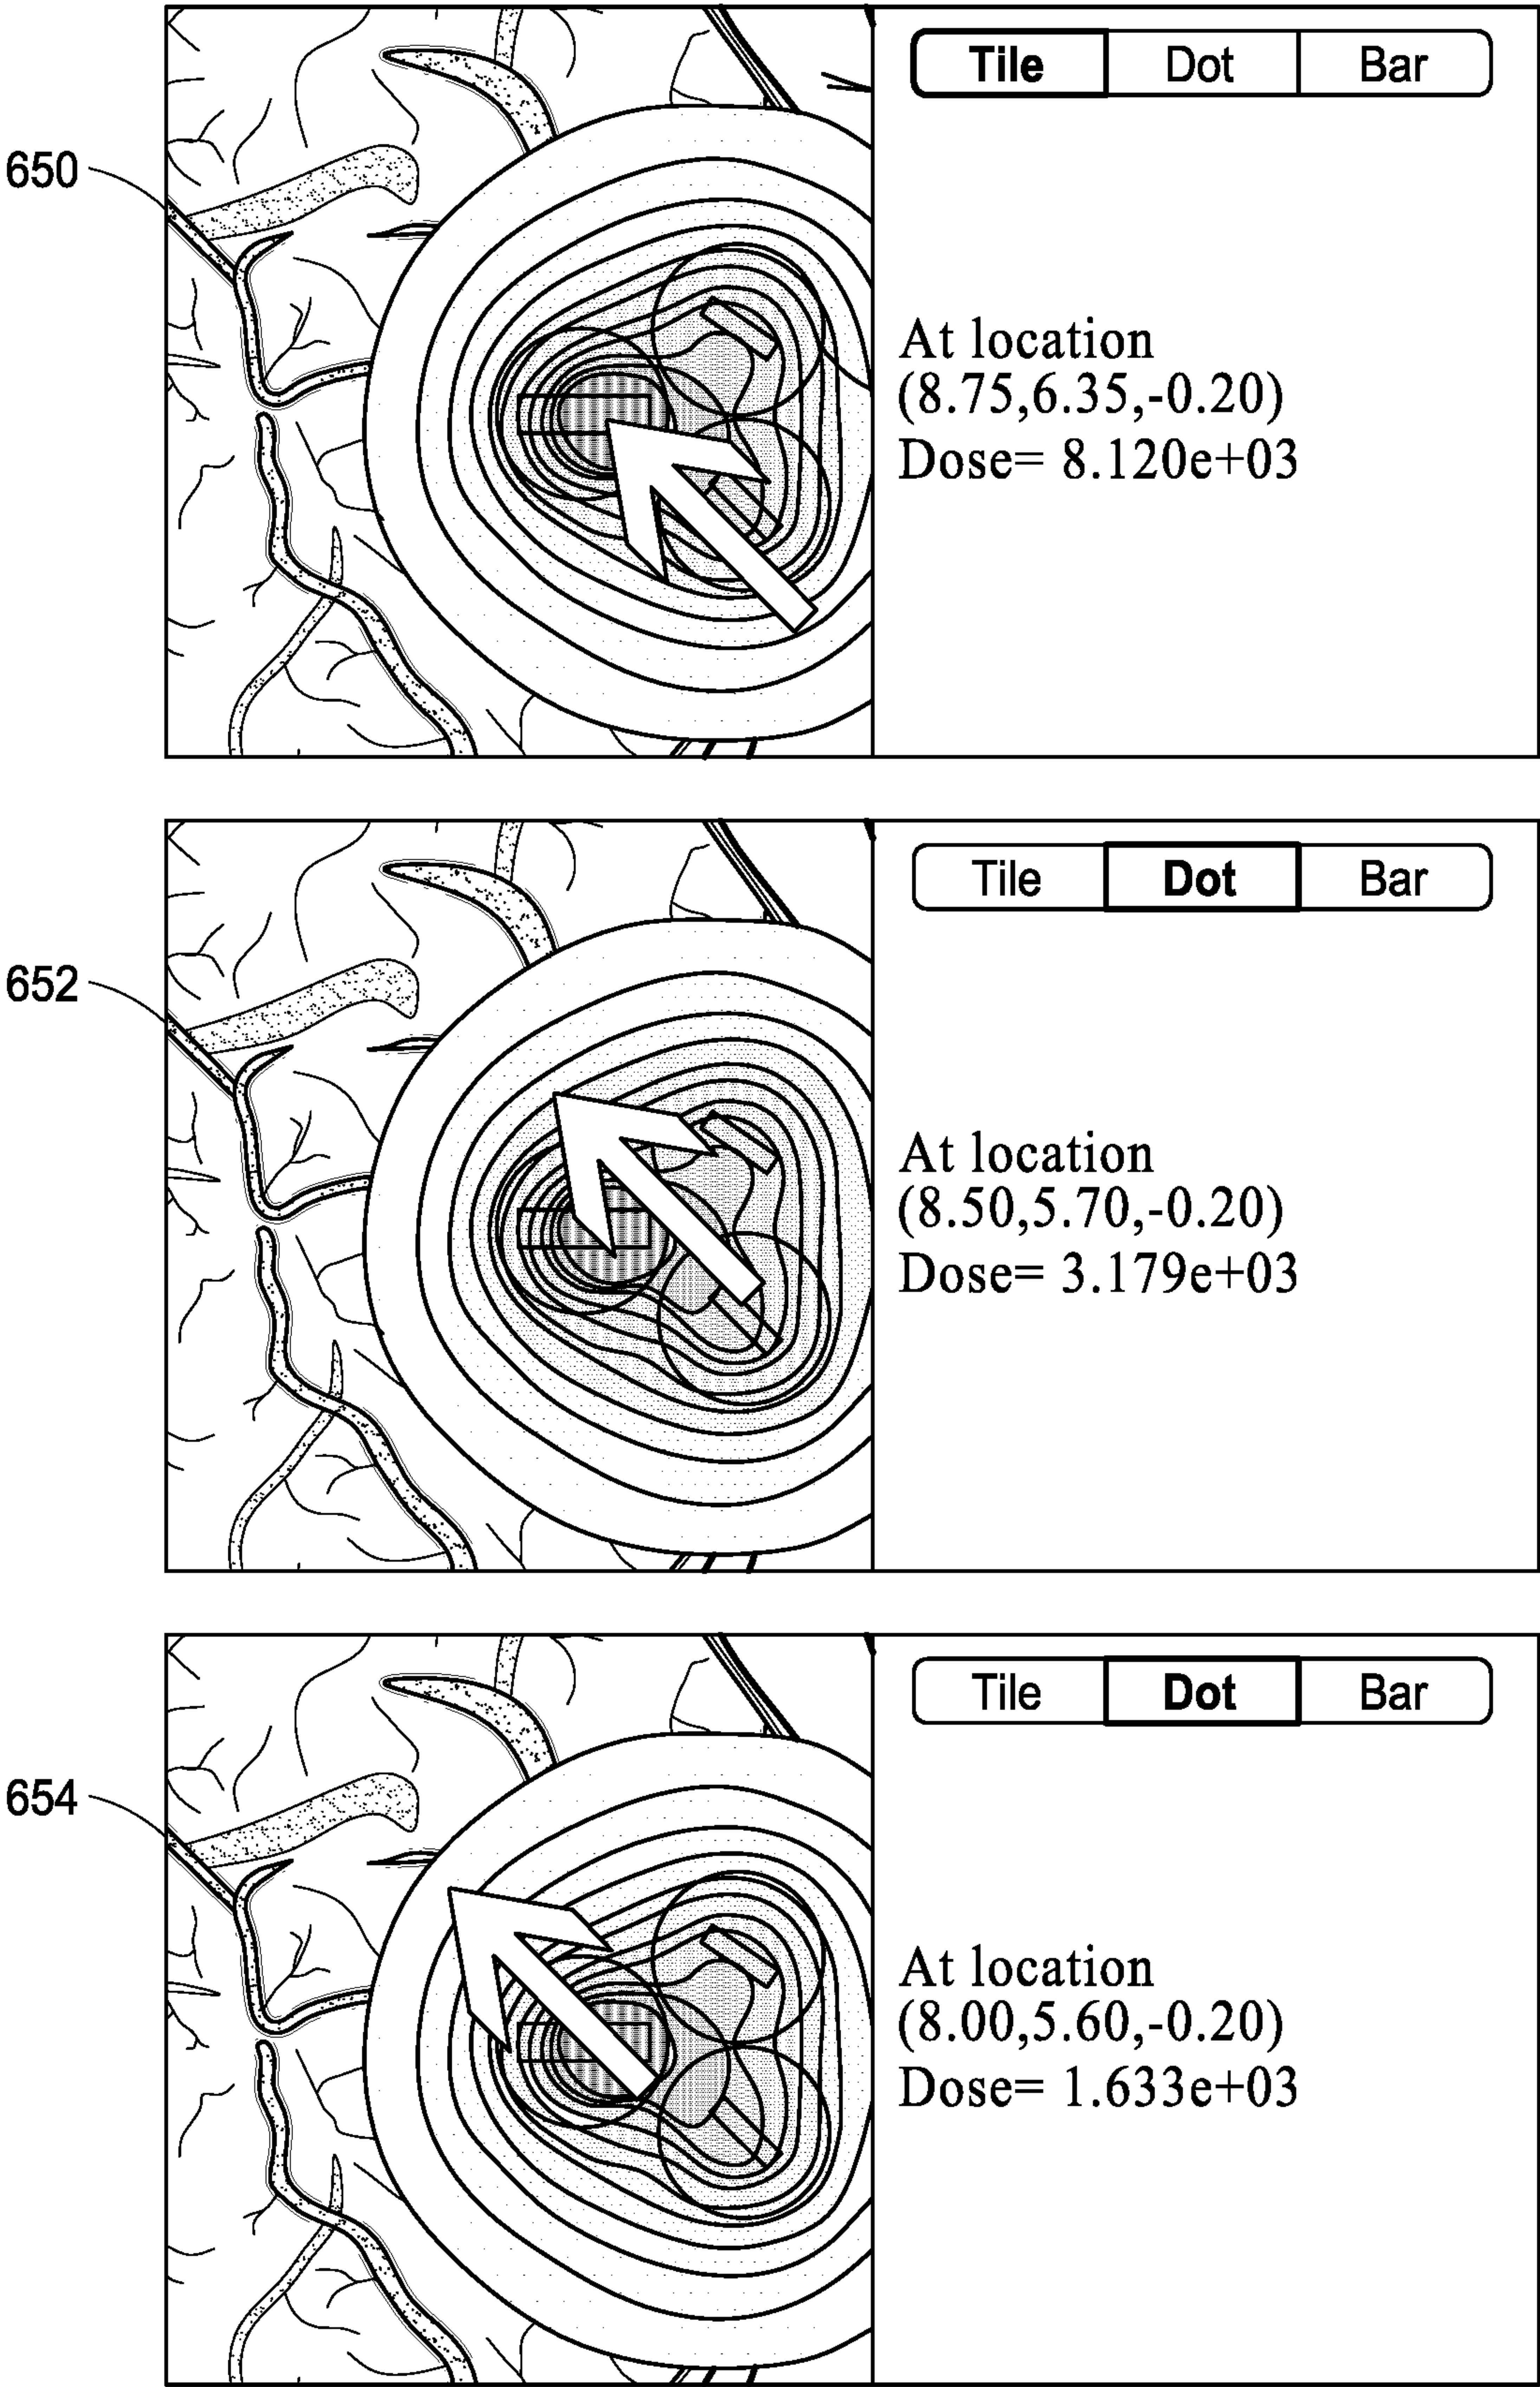 Tile Dot Bar
650
At location
(8.75,6.35,-0.20)
Dose= 8.120e+03
Tile Dot Bar
652
At location
(8.50,5.70,-0.20)
Dose= 3.179e+03
Tile Dot Bar
654
At location
(8.00,5.60,-0.20)
Dose= 1.633e+03